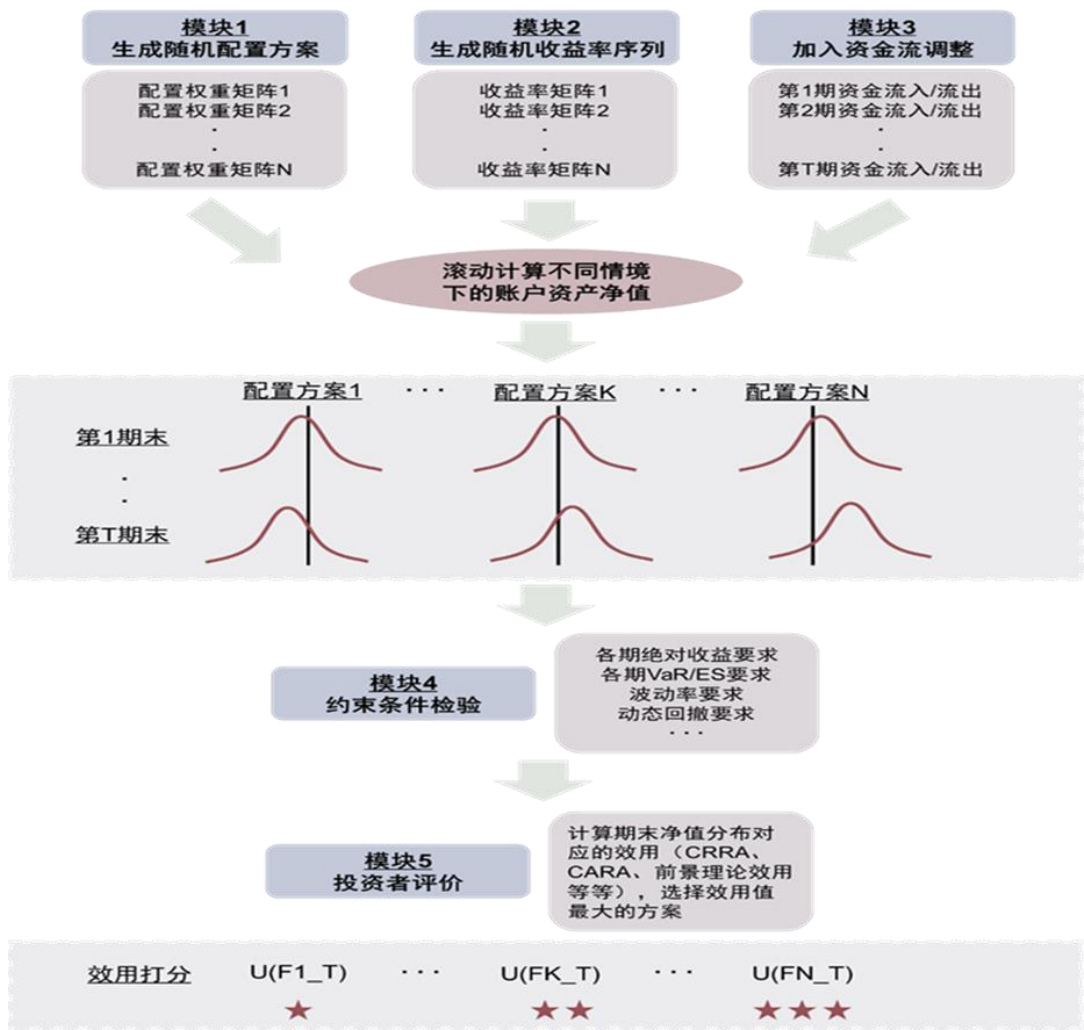 模块1
生成随机配置方案
配置权重矩阵1
配置权重矩阵2
·
·
配置权重矩阵N
模块2
生成随机收益率序列
收益率矩阵1
收益率矩阵2
·
·
收益率矩阵N
模块3
加入资金流调整
第1期资金流入/流出
第2期资金流入/流出
·
·
第T期资金流入/流出
滚动计算不同情境
下的账户资产净值
配置方案1 ··· 配置方案K ··· 配置方案N
第1期末
·
·
第T期末
模块4
约束条件检验
各期绝对收益要求
各期VaR/ES要求
波动率要求
动态回撤要求
···
模块5
投资者评价
计算期末净值分布对
应的效用（CRRA、
CARA、前景理论效用
等等），选择效用值
最大的方案
效用打分 U(F1_T) ··· U(FK_T) ··· U(FN_T)